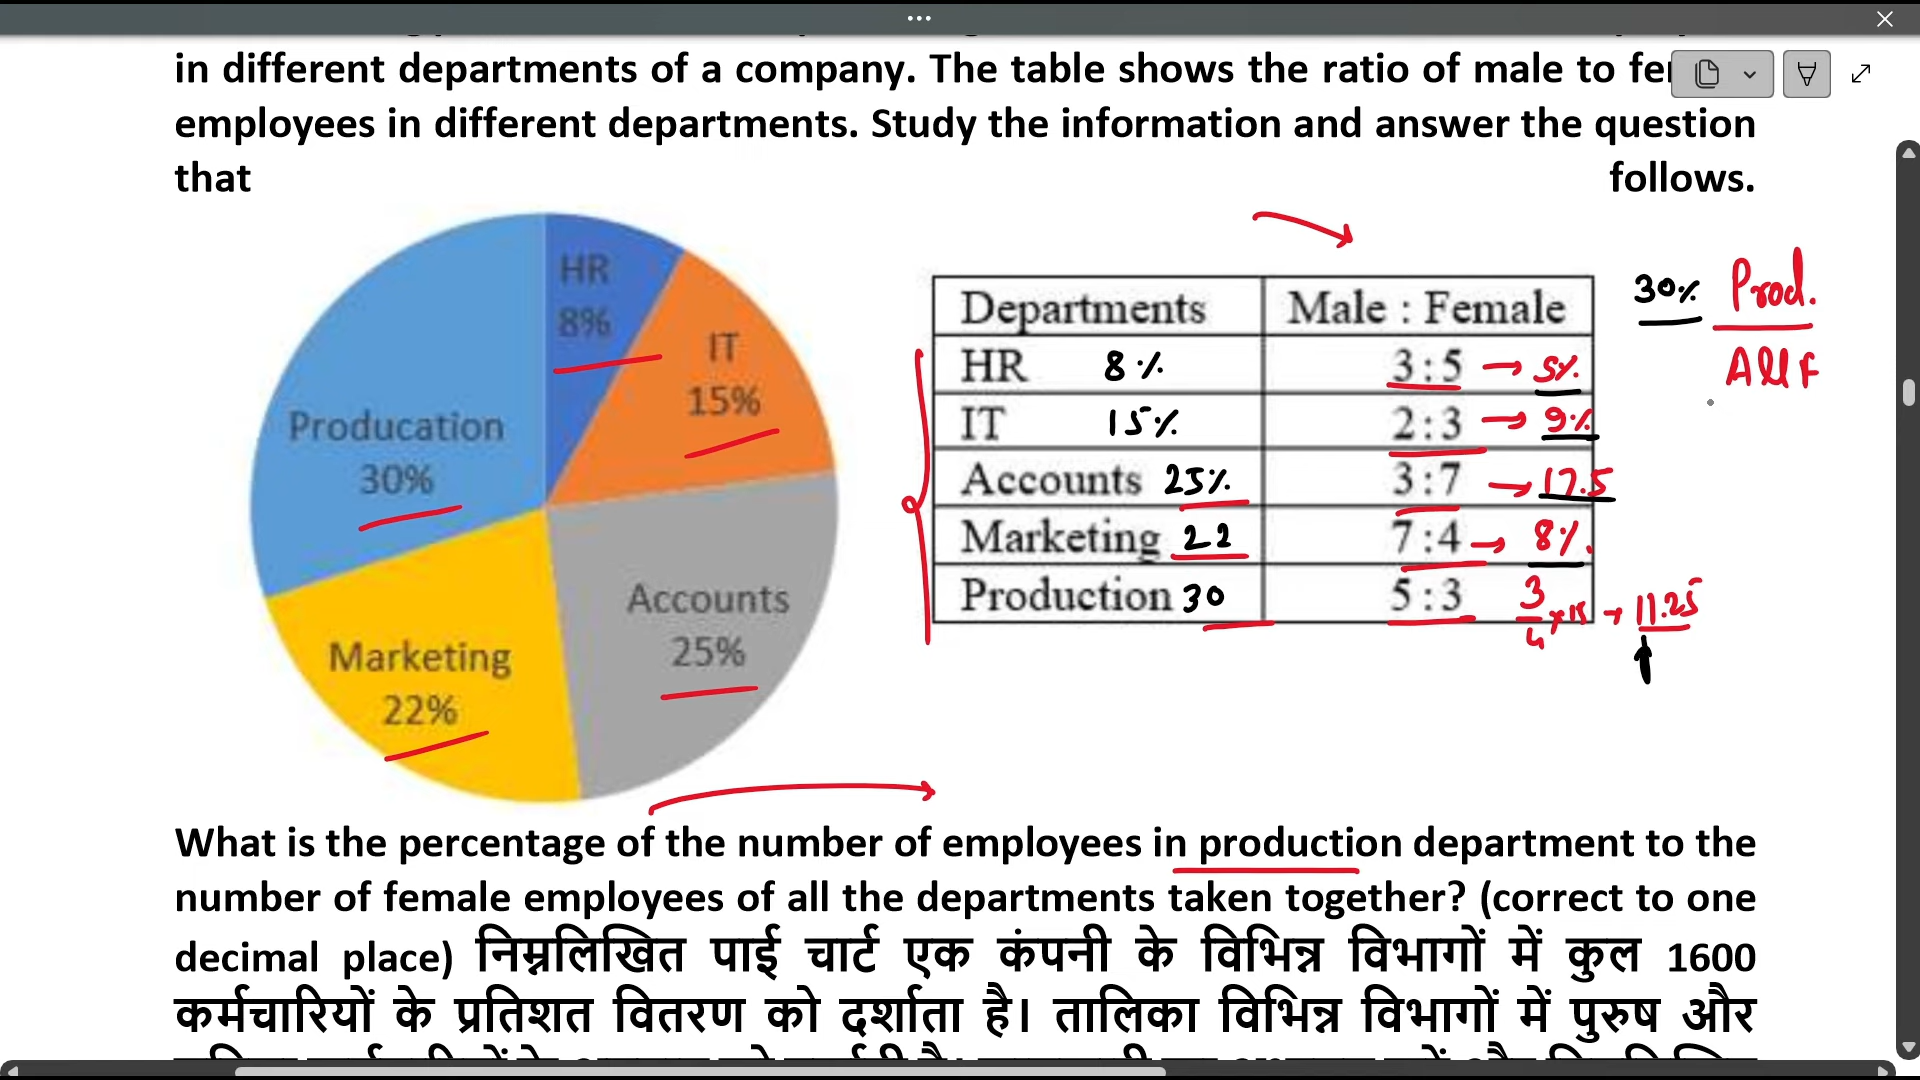 in different departments of a company. The table shows the ratio of male to
employees in different departments. Study the information and answer the question
that follows.
HR
8%
IT
15%
Producation
30%
Accounts
25%
Marketing
22%
Departments Male : Female
HR 8% 3:5 → 5%
IT 15% 2:3 → 9%
Accounts 25% 3:7 → 17.5
Marketing 22 7:4 → 8%
Production 30 5:3 3/4 × 15 → 11.25
30% Prod.
All F
What is the percentage of the number of employees in production department to the
number of female employees of all the departments taken together? (correct to one
decimal place) निम्नलिखित पाई चार्ट एक कंपनी के विभिन्न विभागों में कुल 1600
कर्मचारियों के प्रतिशत वितरण को दर्शाता है। तालिका विभिन्न विभागों में पुरुष और